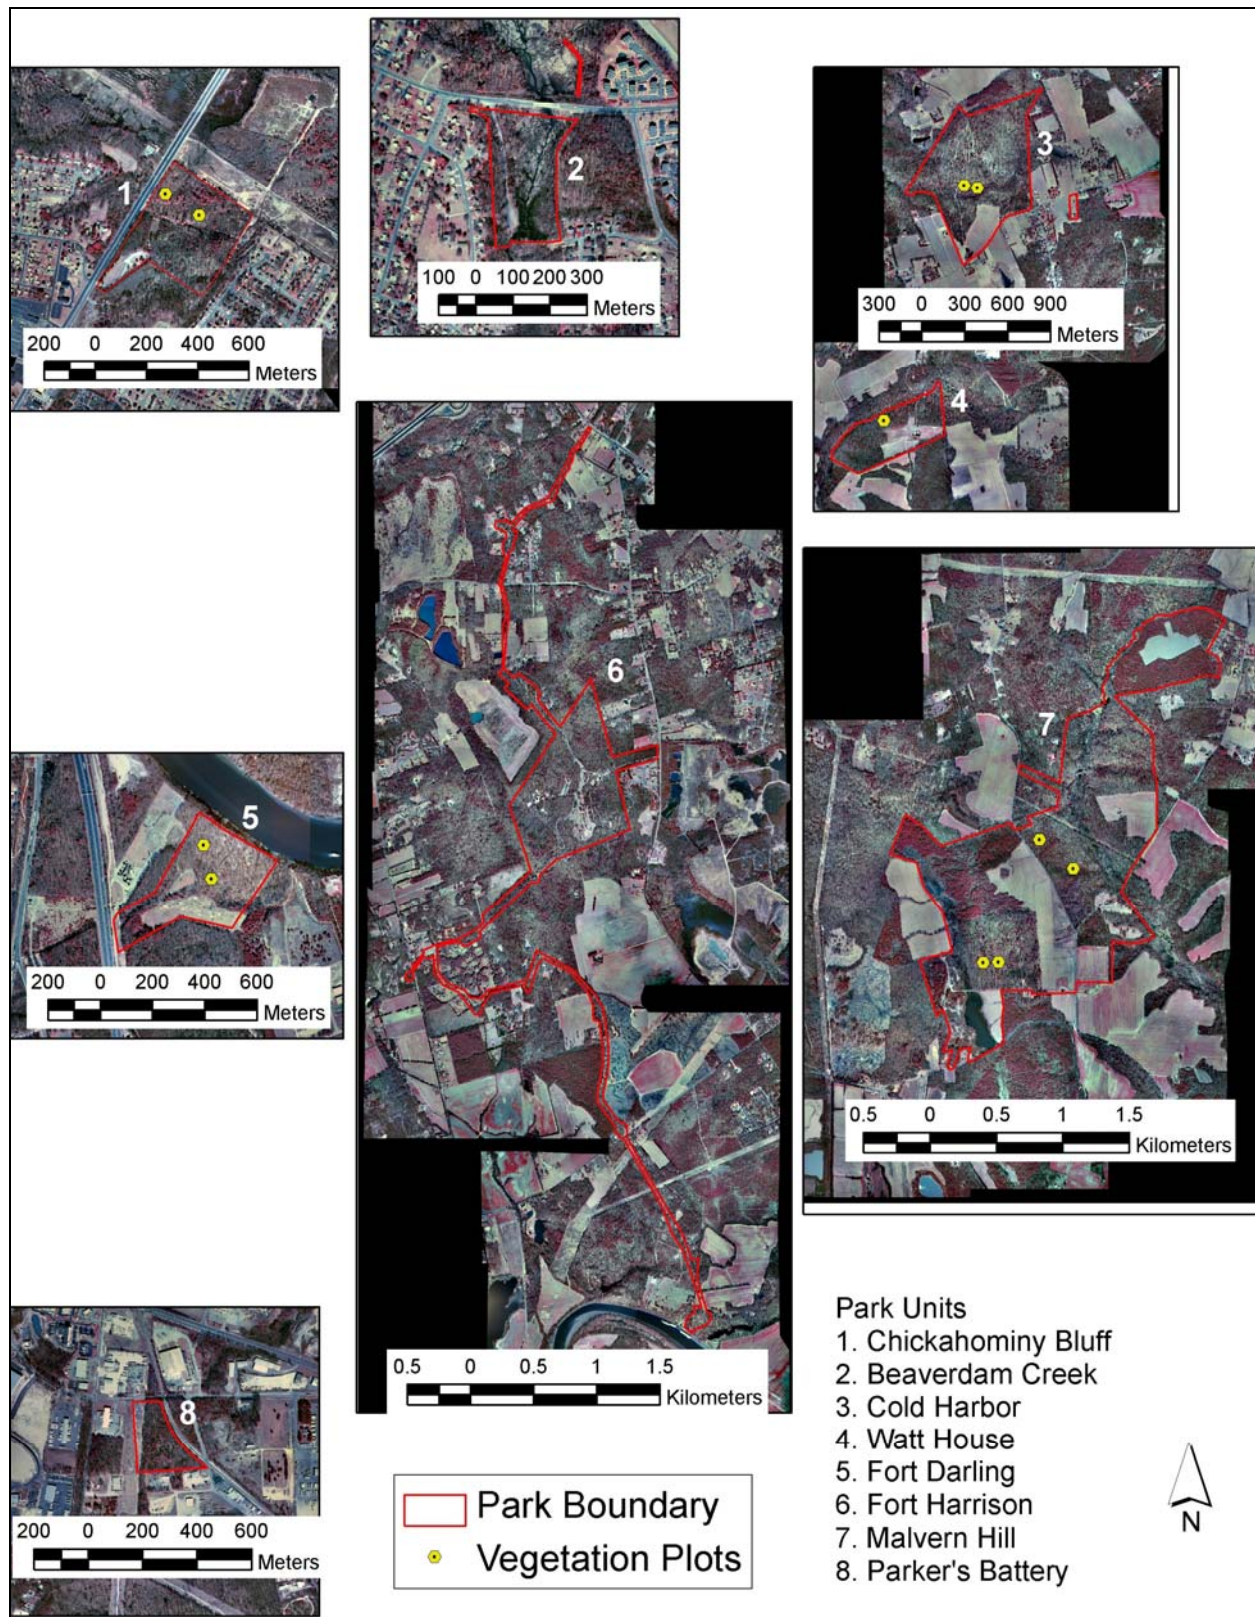 1
200 0 200 400 600
Meters
2
100 0 100 200 300
Meters
3
300 0 300 600 900
Meters
4
5
200 0 200 400 600
Meters
6
0.5 0 0.5 1 1.5
Kilometers
7
0.5 0 0.5 1 1.5
Kilometers
8
200 0 200 400 600
Meters
Park Boundary
Vegetation Plots
Park Units
1. Chickahominy Bluff
2. Beaverdam Creek
3. Cold Harbor
4. Watt House
5. Fort Darling
6. Fort Harrison
7. Malvern Hill
8. Parker's Battery
N